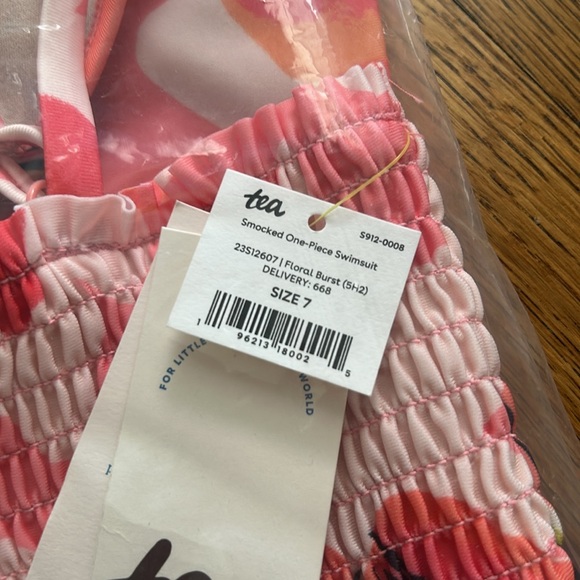 tea
S912-0008
Smocked One-Piece Swimsuit
23S12607 | Floral Burst (5H2)
DELIVERY: 668
SIZE 7
1 96213 18002 5
FOR LITTLE
WORLD